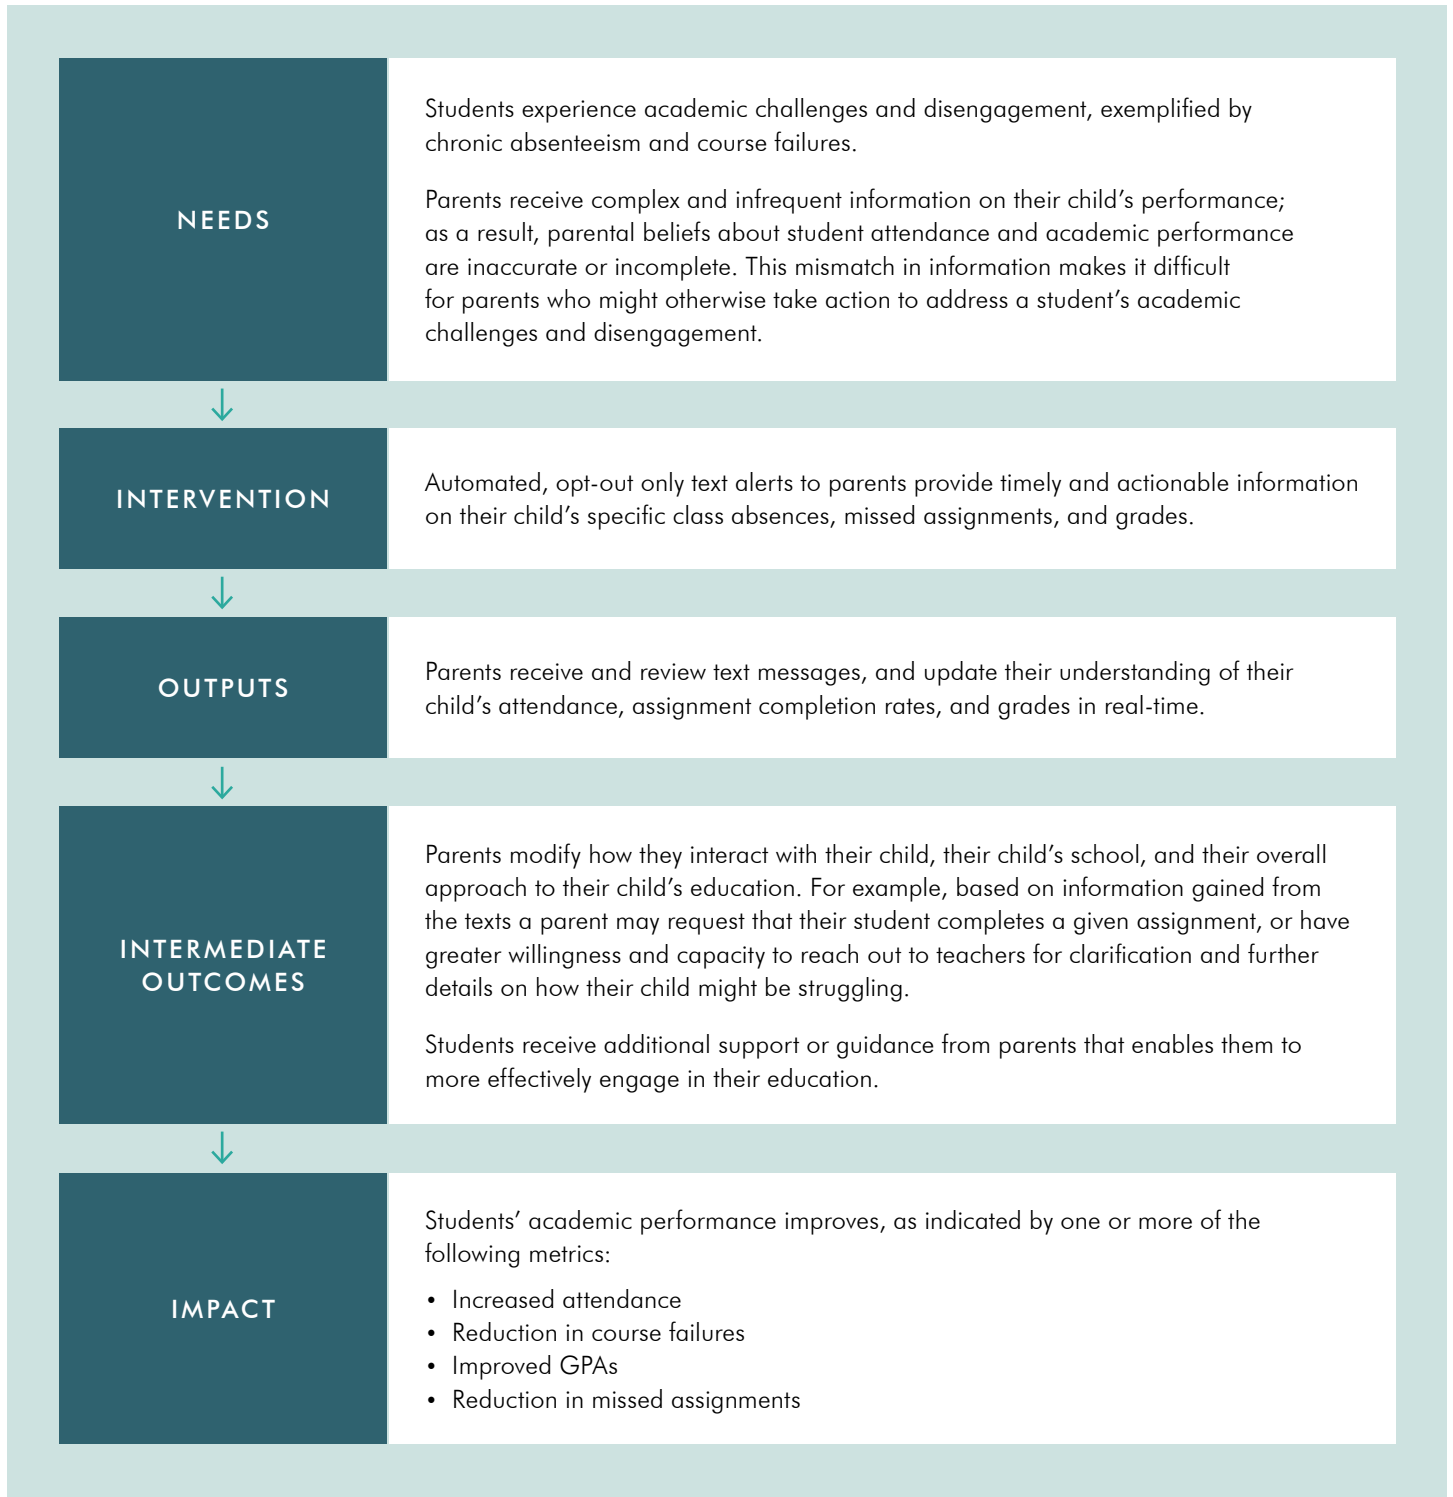 NEEDS
Students experience academic challenges and disengagement, exemplified by
chronic absenteeism and course failures.
Parents receive complex and infrequent information on their child’s performance;
as a result, parental beliefs about student attendance and academic performance
are inaccurate or incomplete. This mismatch in information makes it difficult
for parents who might otherwise take action to address a student’s academic
challenges and disengagement.
INTERVENTION
Automated, opt-out only text alerts to parents provide timely and actionable information
on their child’s specific class absences, missed assignments, and grades.
OUTPUTS
Parents receive and review text messages, and update their understanding of their
child’s attendance, assignment completion rates, and grades in real-time.
INTERMEDIATE
OUTCOMES
Parents modify how they interact with their child, their child’s school, and their overall
approach to their child’s education. For example, based on information gained from
the texts a parent may request that their student completes a given assignment, or have
greater willingness and capacity to reach out to teachers for clarification and further
details on how their child might be struggling.
Students receive additional support or guidance from parents that enables them to
more effectively engage in their education.
IMPACT
Students’ academic performance improves, as indicated by one or more of the
following metrics:
• Increased attendance
• Reduction in course failures
• Improved GPAs
• Reduction in missed assignments